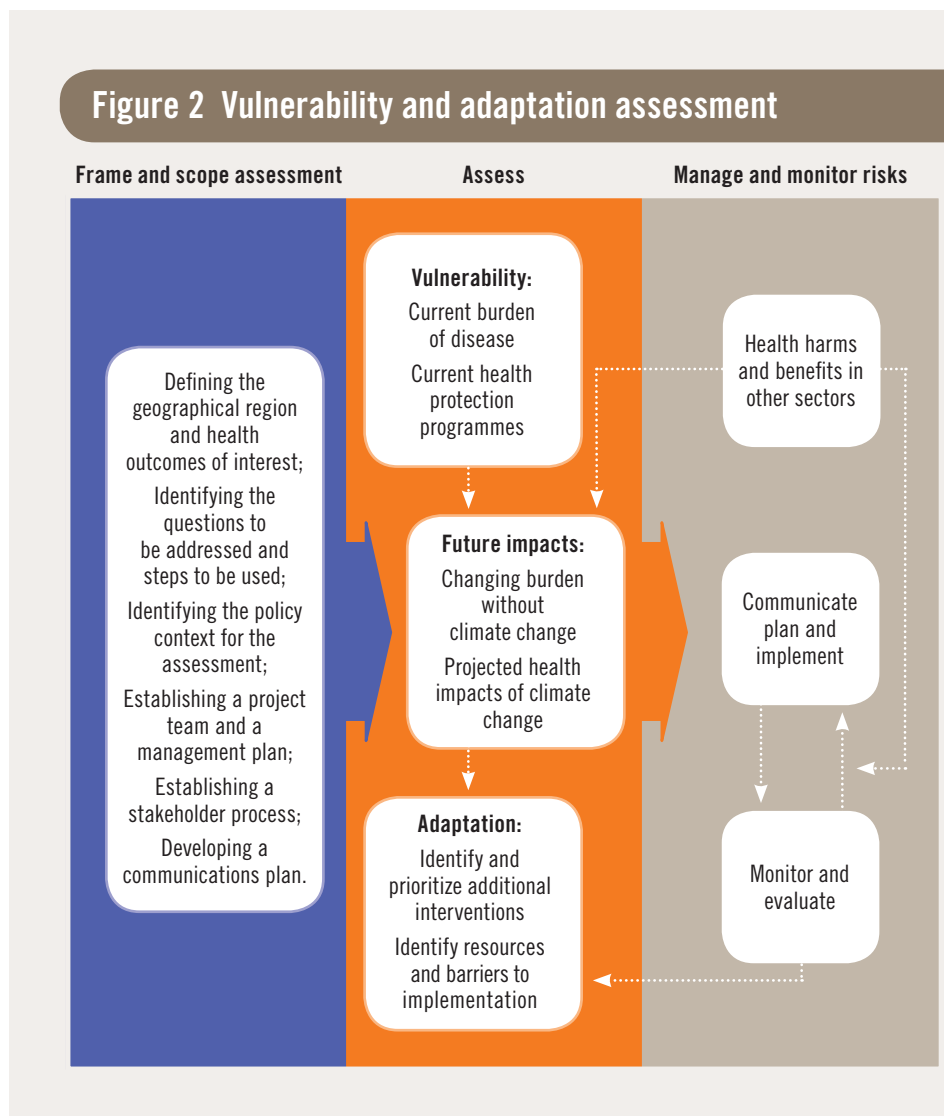 Figure 2 Vulnerability and adaptation assessment
Frame and scope assessment
Assess
Manage and monitor risks
Defining the
geographical region
and health
outcomes of interest;
Identifying the
questions to
be addressed and
steps to be used;
Identifying the policy
context for the
assessment;
Establishing a project
team and a
management plan;
Establishing a
stakeholder process;
Developing a
communications plan.
Vulnerability:
Current burden
of disease
Current health
protection
programmes
Future impacts:
Changing burden
without
climate change
Projected health
impacts of climate
change
Adaptation:
Identify and
prioritize additional
interventions
Identify resources
and barriers to
implementation
Health harms
and benefits in
other sectors
Communicate
plan and
implement
Monitor and
evaluate